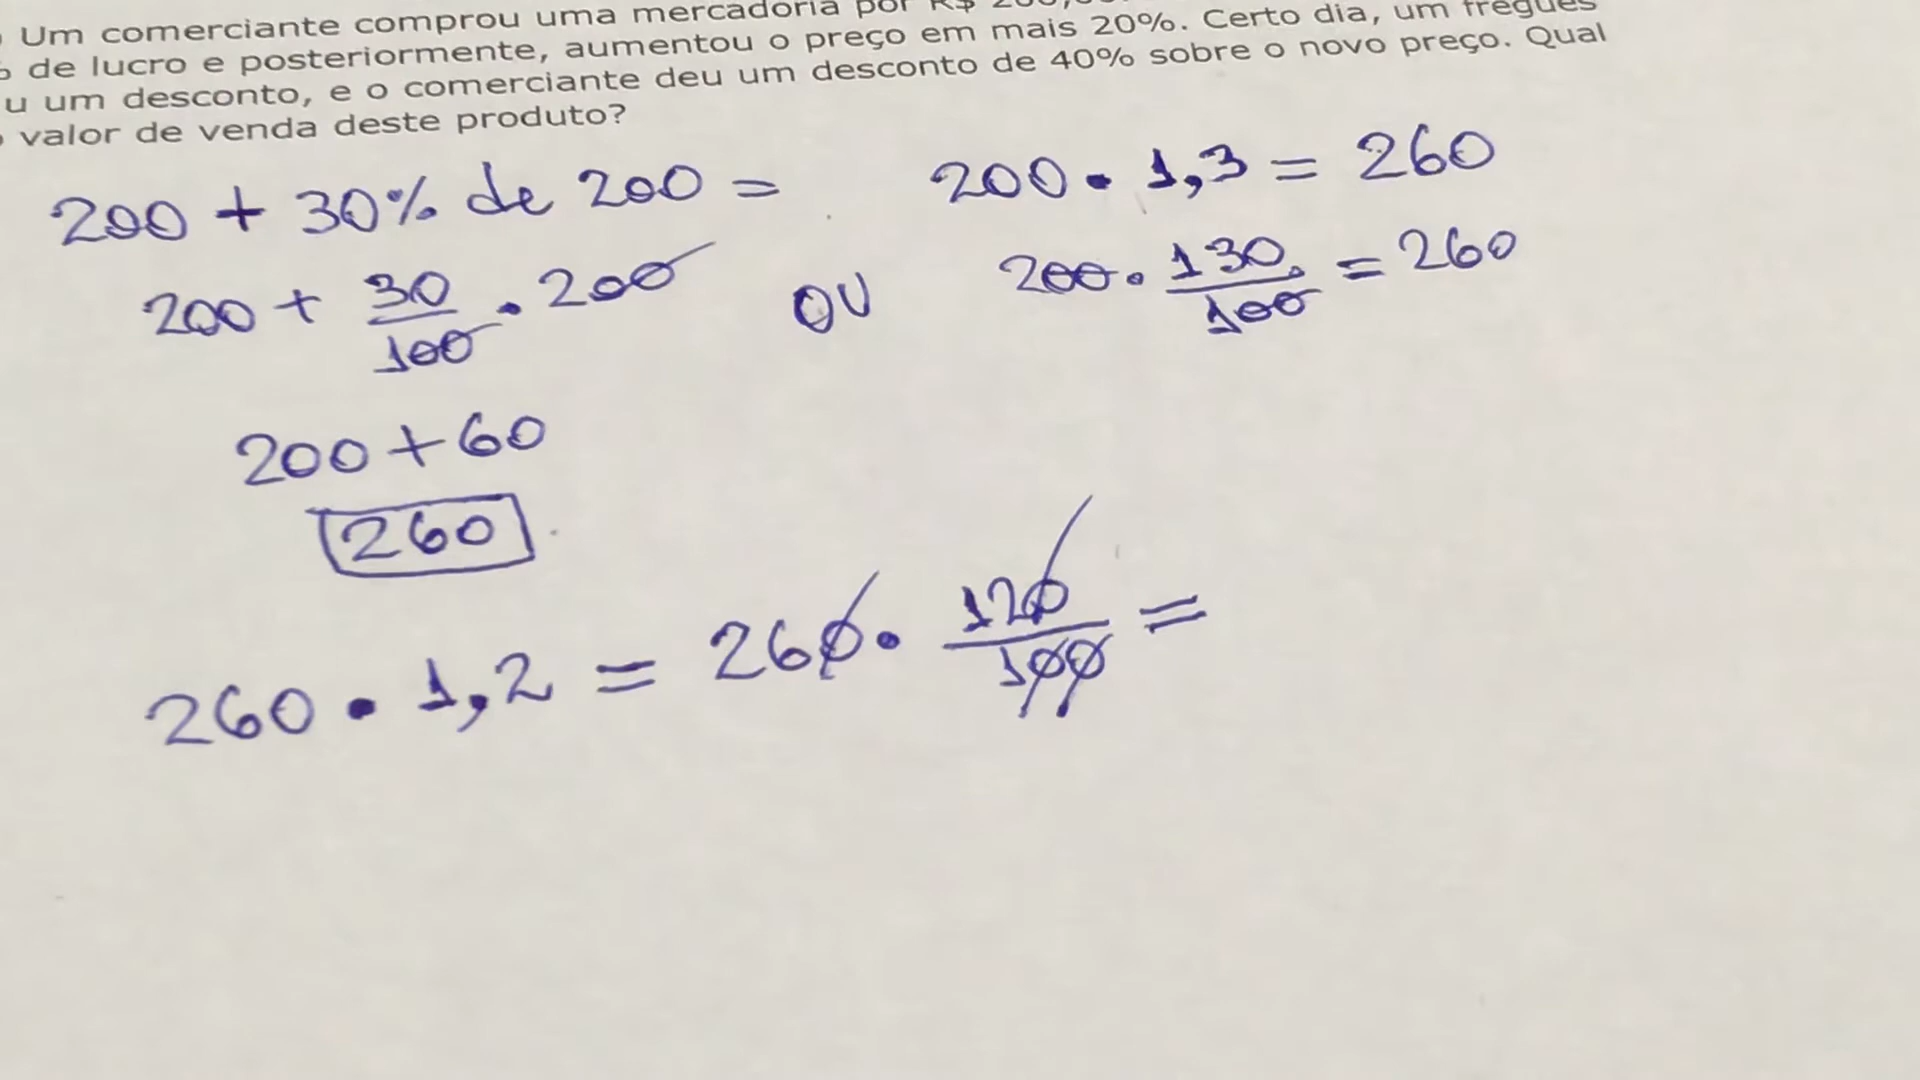 Um comerciante comprou uma mercadoria por R$
de lucro e posteriormente, aumentou o preço em mais 20%. Certo dia, um freguês
u um desconto, e o comerciante deu um desconto de 40% sobre o novo preço. Qual
valor de venda deste produto?
200 + 30% de 200 =
200 + 30/100 . 200
200 + 60
260
OU
200 . 1,3 = 260
200 . 130/100 = 260
260 . 1,2 = 260 . 120/100 =